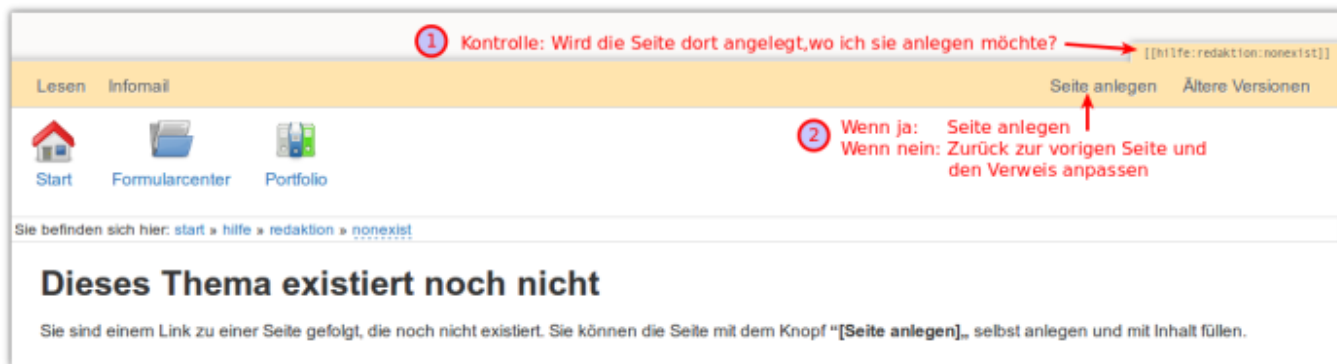 1 Kontrolle: Wird die Seite dort angelegt,wo ich sie anlegen möchte?
[[hilfe:redaktion:nonexist]]
Lesen Infomail Seite anlegen Ältere Versionen
2 Wenn ja: Seite anlegen
Wenn nein: Zurück zur vorigen Seite und
den Verweis anpassen
Start Formularcenter Portfolio
Sie befinden sich hier: start » hilfe » redaktion » nonexist
Dieses Thema existiert noch nicht
Sie sind einem Link zu einer Seite gefolgt, die noch nicht existiert. Sie können die Seite mit dem Knopf “[Seite anlegen]„ selbst anlegen und mit Inhalt füllen.